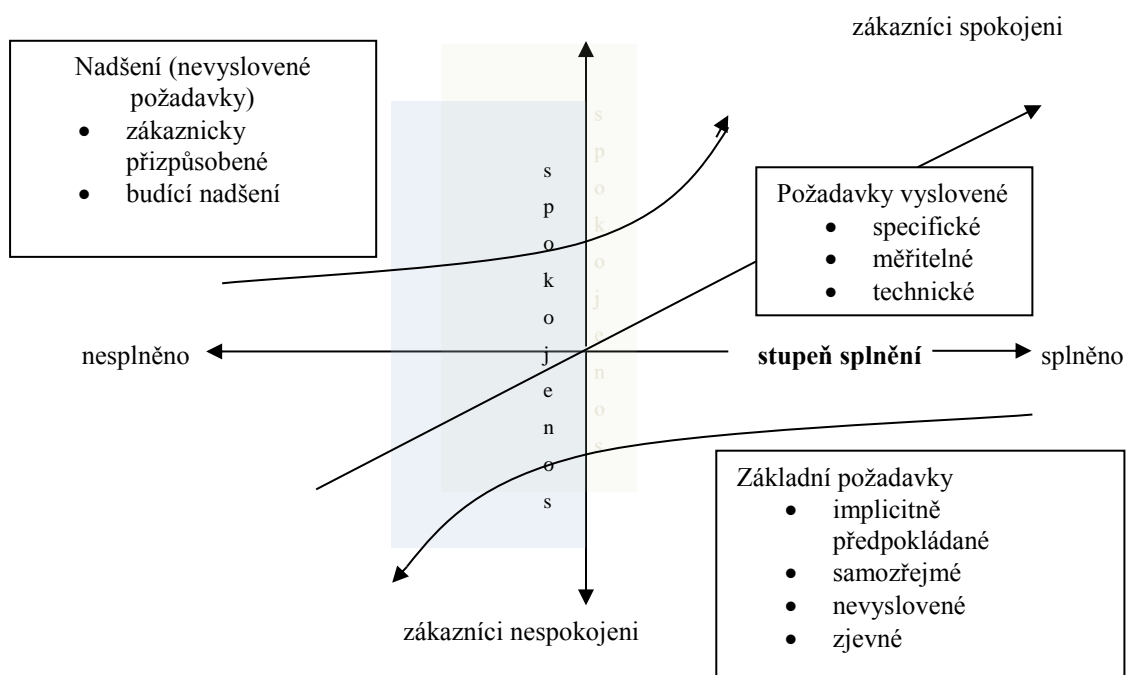 zákazníci spokojeni
Nadšení (nevyslovené
požadavky)
• zákaznicky
přizpůsobené
• budící nadšení
s
p
o
k
o
j
e
n
o
s
s
p
o
k
o
j
e
n
o
s
Požadavky vyslovené
• specifické
• měřitelné
• technické
nesplněno
stupeň splnění
splněno
Základní požadavky
• implicitně
předpokládané
• samozřejmé
• nevyslovené
• zjevné
zákazníci nespokojeni